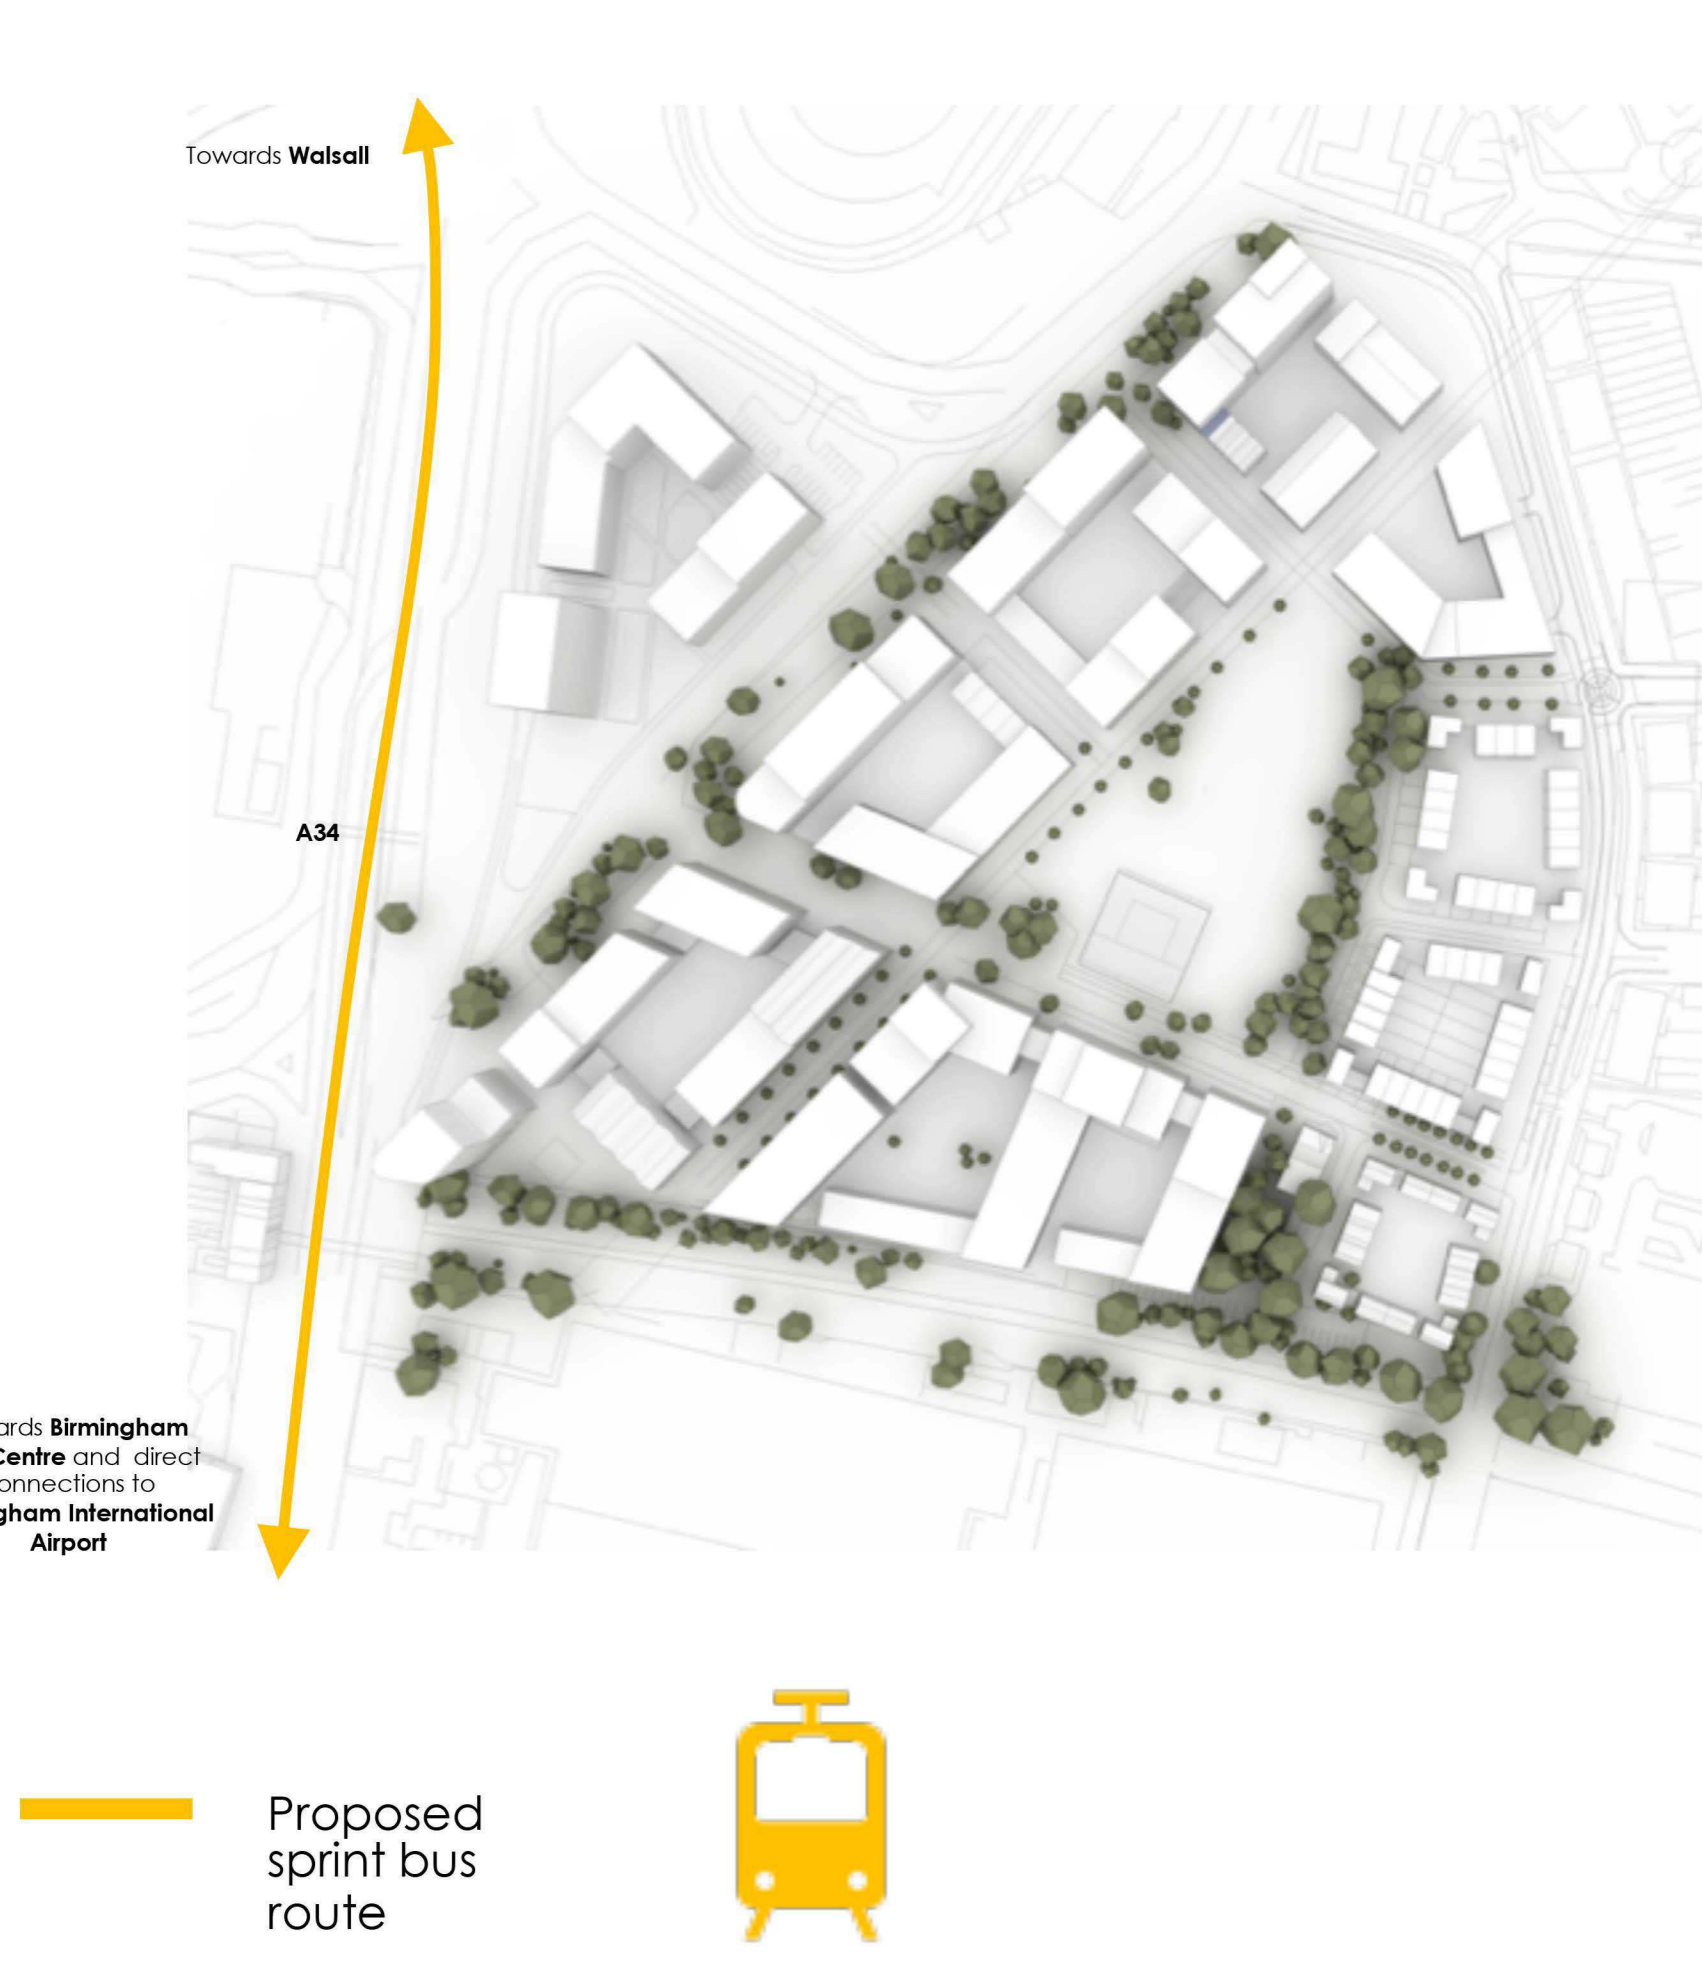 Towards Walsall
A34
ards Birmingham
Centre and direct
onnections to
gham International
Airport
Proposed
sprint bus
route